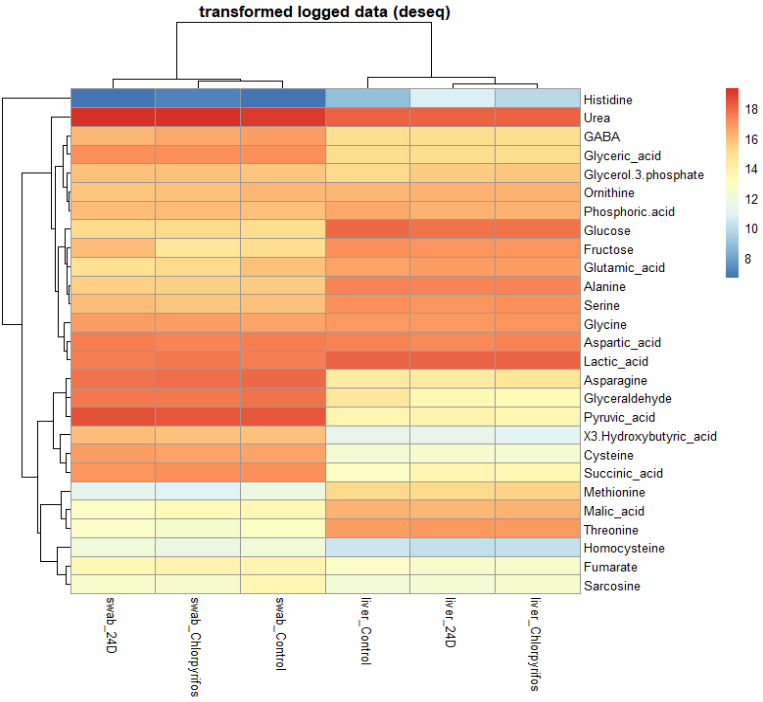 transformed logged data (deseq)
Histidine
Urea
GABA
Glyceric_acid
Glycerol.3.phosphate
Ornithine
Phosphoric.acid
Glucose
Fructose
Glutamic_acid
Alanine
Serine
Glycine
Aspartic_acid
Lactic_acid
Asparagine
Glyceraldehyde
Pyruvic_acid
X3.Hydroxybutyric_acid
Cysteine
Succinic_acid
Methionine
Malic_acid
Threonine
Homocysteine
Fumarate
Sarcosine
18
16
14
12
10
8
swab_24D
swab_Chlorpyrifos
swab_Control
liver_Control
liver_24D
liver_Chlorpyrifos